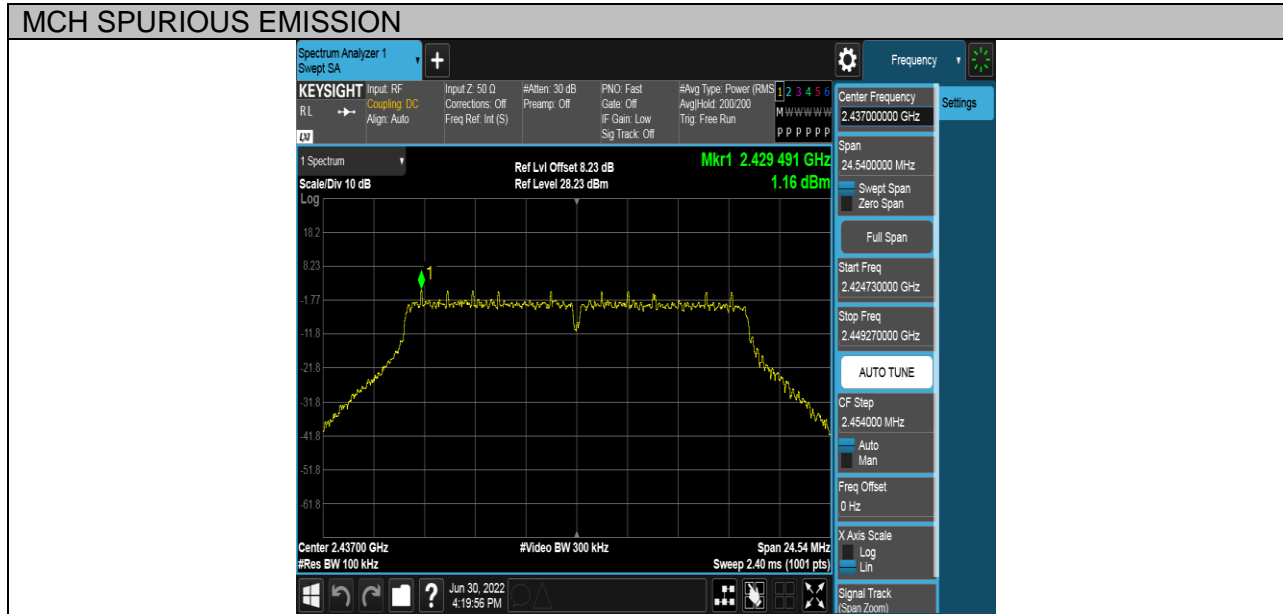 MCH SPURIOUS EMISSION
Spectrum Analyzer 1
Swept SA
Frequency
KEYSIGHT
RL
LXI
Input: RF
Coupling: DC
Align: Auto
Input Z: 50 Ω
Corrections: Off
Freq Ref: Int (S)
#Atten: 30 dB
Preamp: Off
PNO: Fast
Gate: Off
IF Gain: Low
Sig Track: Off
#Avg Type: Power (RMS
Avg|Hold: 200/200
Trig: Free Run
1 2 3 4 5 6
M W W W W W
P P P P P P
1 Spectrum
Scale/Div 10 dB
Log
Ref Lvl Offset 8.23 dB
Ref Level 28.23 dBm
Mkr1 2.429 491 GHz
1.16 dBm
18.2
8.23
-1.77
-11.8
-21.8
-31.8
-41.8
-51.8
-61.8
1
Center 2.43700 GHz
#Res BW 100 kHz
#Video BW 300 kHz
Span 24.54 MHz
Sweep 2.40 ms (1001 pts)
Jun 30, 2022
4:19:56 PM
Center Frequency
2.437000000 GHz
Settings
Span
24.5400000 MHz
Swept Span
Zero Span
Full Span
Start Freq
2.424730000 GHz
Stop Freq
2.449270000 GHz
AUTO TUNE
CF Step
2.454000 MHz
Auto
Man
Freq Offset
0 Hz
X Axis Scale
Log
Lin
Signal Track
(Span Zoom)